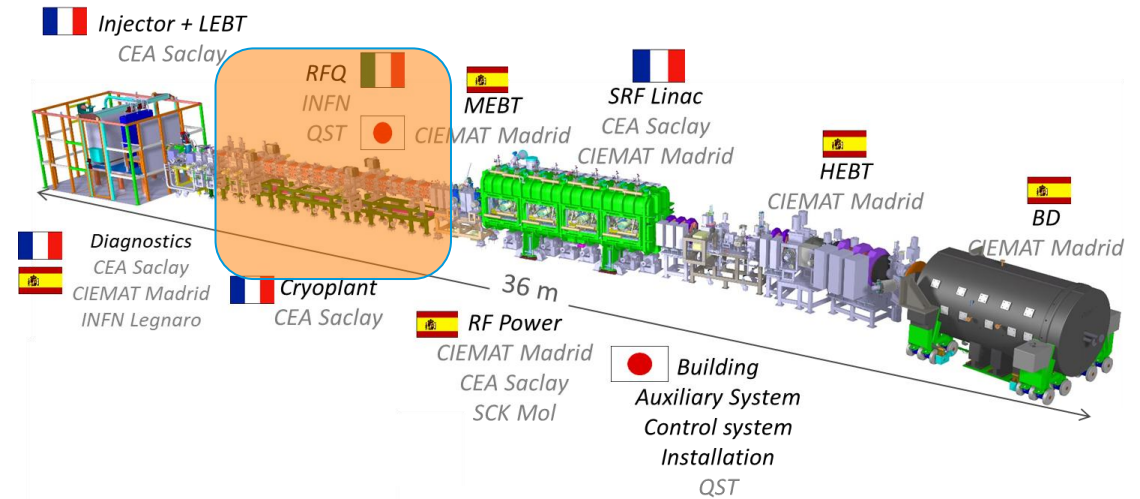 Injector + LEBT
CEA Saclay
RFQ
INFN
QST
MEBT
CIEMAT Madrid
SRF Linac
CEA Saclay
CIEMAT Madrid
HEBT
CIEMAT Madrid
BD
CIEMAT Madrid
Diagnostics
CEA Saclay
CIEMAT Madrid
INFN Legnaro
Cryoplant
CEA Saclay
36 m
RF Power
CIEMAT Madrid
CEA Saclay
SCK Mol
Building
Auxiliary System
Control system
Installation
QST